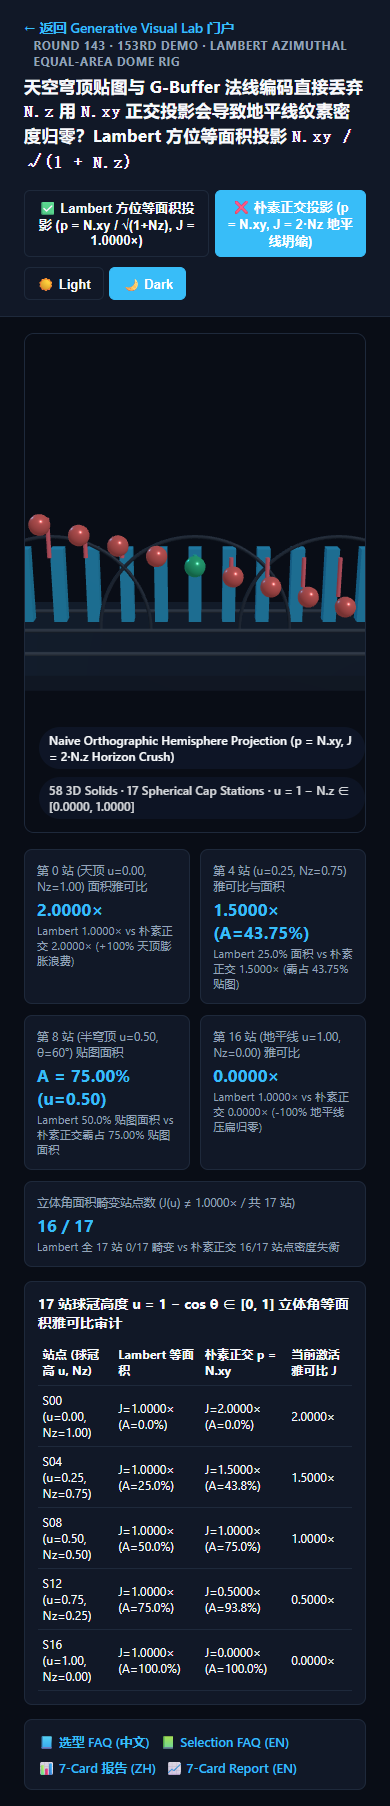 ← 返回 Generative Visual Lab 门户
ROUND 143 · 153RD DEMO · LAMBERT AZIMUTHAL
EQUAL-AREA DOME RIG
天空穹顶贴图与 G-Buffer 法线编码直接丢弃
N.z 用 N.xy 正交投影会导致地平线纹素密
度归零？Lambert 方位等面积投影 N.xy /
√(1 + N.z)
✅ Lambert 方位等面积投
影 (p = N.xy / √(1+Nz), J =
1.0000×)
❌ 朴素正交投影 (p
= N.xy, J = 2·Nz 地平
线坍缩)
☀️ Light
🌙 Dark
Naive Orthographic Hemisphere Projection (p = N.xy, J
= 2·N.z Horizon Crush)
58 3D Solids · 17 Spherical Cap Stations · u = 1 − N.z ∈
[0.0000, 1.0000]
第 0 站 (天顶 u=0.00,
Nz=1.00) 面积雅可比
2.0000×
Lambert 1.0000× vs 朴素正
交 2.0000× (+100% 天顶膨
胀浪费)
第 4 站 (u=0.25, Nz=0.75)
雅可比与面积
1.5000×
(A=43.75%)
Lambert 25.0% 面积 vs 朴素
正交 1.5000× (霸占 43.75%
贴图)
第 8 站 (半穹顶 u=0.50,
θ=60°) 贴图面积
A = 75.00%
(u=0.50)
Lambert 50.0% 贴图面积 vs
朴素正交霸占 75.00% 贴图
面积
第 16 站 (地平线 u=1.00,
Nz=0.00) 雅可比
0.0000×
Lambert 1.0000× vs 朴素正
交 0.0000× (-100% 地平线
压扁归零)
立体角面积畸变站点数 (J(u) ≠ 1.0000× / 共 17 站)
16 / 17
Lambert 全 17 站 0/17 畸变 vs 朴素正交 16/17 站点密度失衡
17 站球冠高度 u = 1 − cos θ ∈ [0, 1] 立体角等面
积雅可比审计
站点 (球冠
高 u, Nz)
Lambert 等面
积
朴素正交 p =
N.xy
当前激活
雅可比 J
S00
(u=0.00,
Nz=1.00)
J=1.0000×
(A=0.0%)
J=2.0000×
(A=0.0%)
2.0000×
S04
(u=0.25,
Nz=0.75)
J=1.0000×
(A=25.0%)
J=1.5000×
(A=43.8%)
1.5000×
S08
(u=0.50,
Nz=0.50)
J=1.0000×
(A=50.0%)
J=1.0000×
(A=75.0%)
1.0000×
S12
(u=0.75,
Nz=0.25)
J=1.0000×
(A=75.0%)
J=0.5000×
(A=93.8%)
0.5000×
S16
(u=1.00,
Nz=0.00)
J=1.0000×
(A=100.0%)
J=0.0000×
(A=100.0%)
0.0000×
📘 选型 FAQ (中文) 📗 Selection FAQ (EN)
📊 7-Card 报告 (ZH) 📈 7-Card Report (EN)